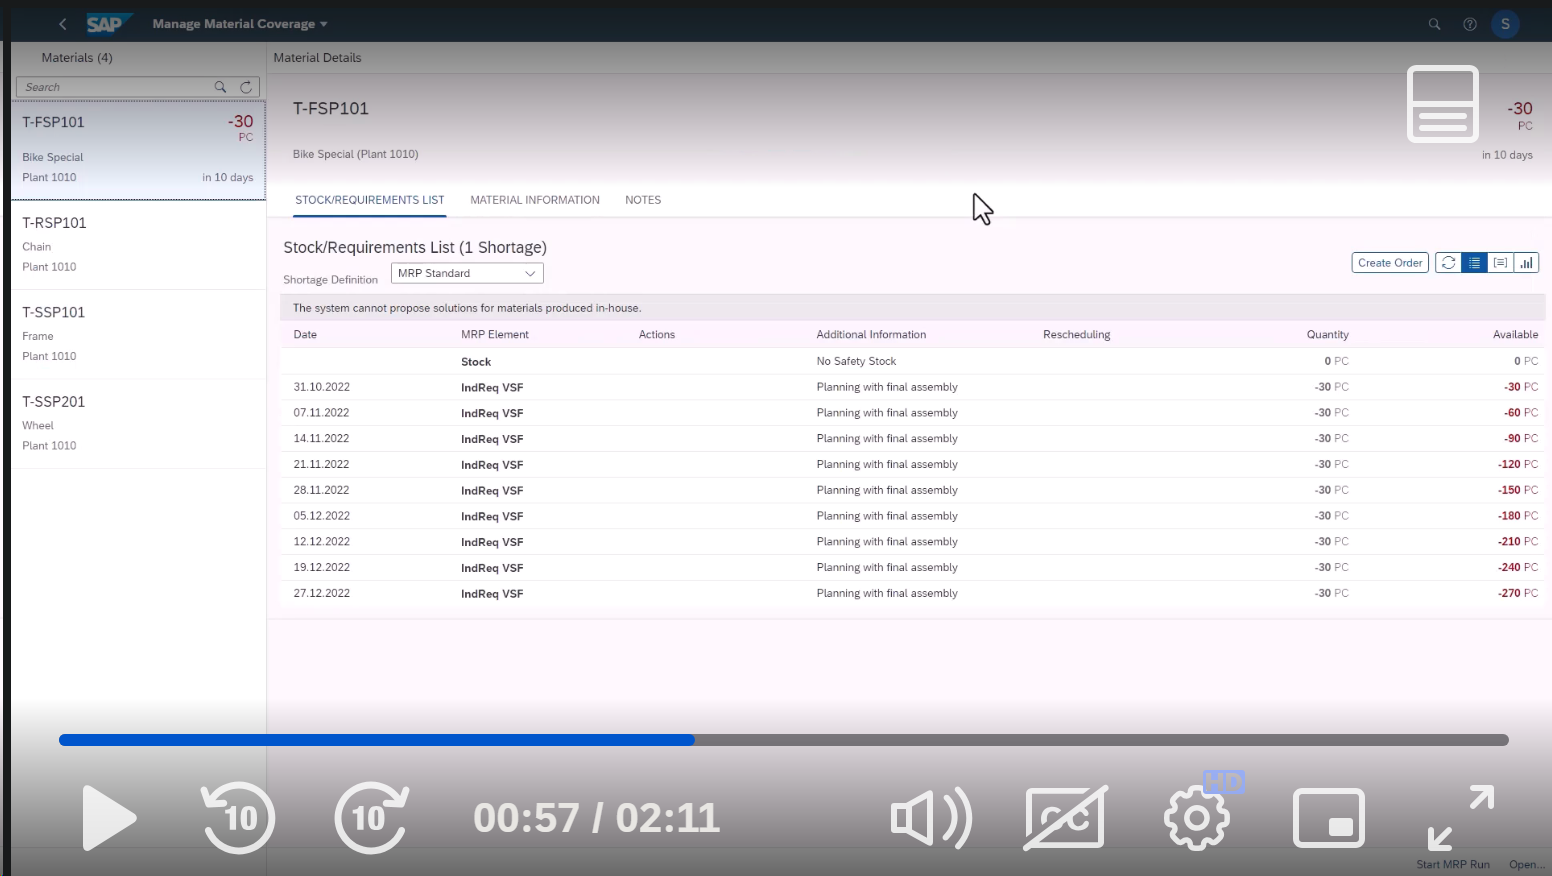 SAP Manage Material Coverage
S
Materials (4)
Search
T-FSP101 -30
PC
Bike Special
Plant 1010 in 10 days
T-RSP101
Chain
Plant 1010
T-SSP101
Frame
Plant 1010
T-SSP201
Wheel
Plant 1010
Material Details
T-FSP101 -30
PC
Bike Special (Plant 1010) in 10 days
STOCK/REQUIREMENTS LIST MATERIAL INFORMATION NOTES
Stock/Requirements List (1 Shortage)
Shortage Definition MRP Standard Create Order
The system cannot propose solutions for materials produced in-house.
Date MRP Element Actions Additional Information Rescheduling Quantity Available
Stock No Safety Stock 0 PC 0 PC
31.10.2022 IndReq VSF Planning with final assembly -30 PC -30 PC
07.11.2022 IndReq VSF Planning with final assembly -30 PC -60 PC
14.11.2022 IndReq VSF Planning with final assembly -30 PC -90 PC
21.11.2022 IndReq VSF Planning with final assembly -30 PC -120 PC
28.11.2022 IndReq VSF Planning with final assembly -30 PC -150 PC
05.12.2022 IndReq VSF Planning with final assembly -30 PC -180 PC
12.12.2022 IndReq VSF Planning with final assembly -30 PC -210 PC
19.12.2022 IndReq VSF Planning with final assembly -30 PC -240 PC
27.12.2022 IndReq VSF Planning with final assembly -30 PC -270 PC
HD
10 10 00:57 / 02:11 CC
Start MRP Run Open...